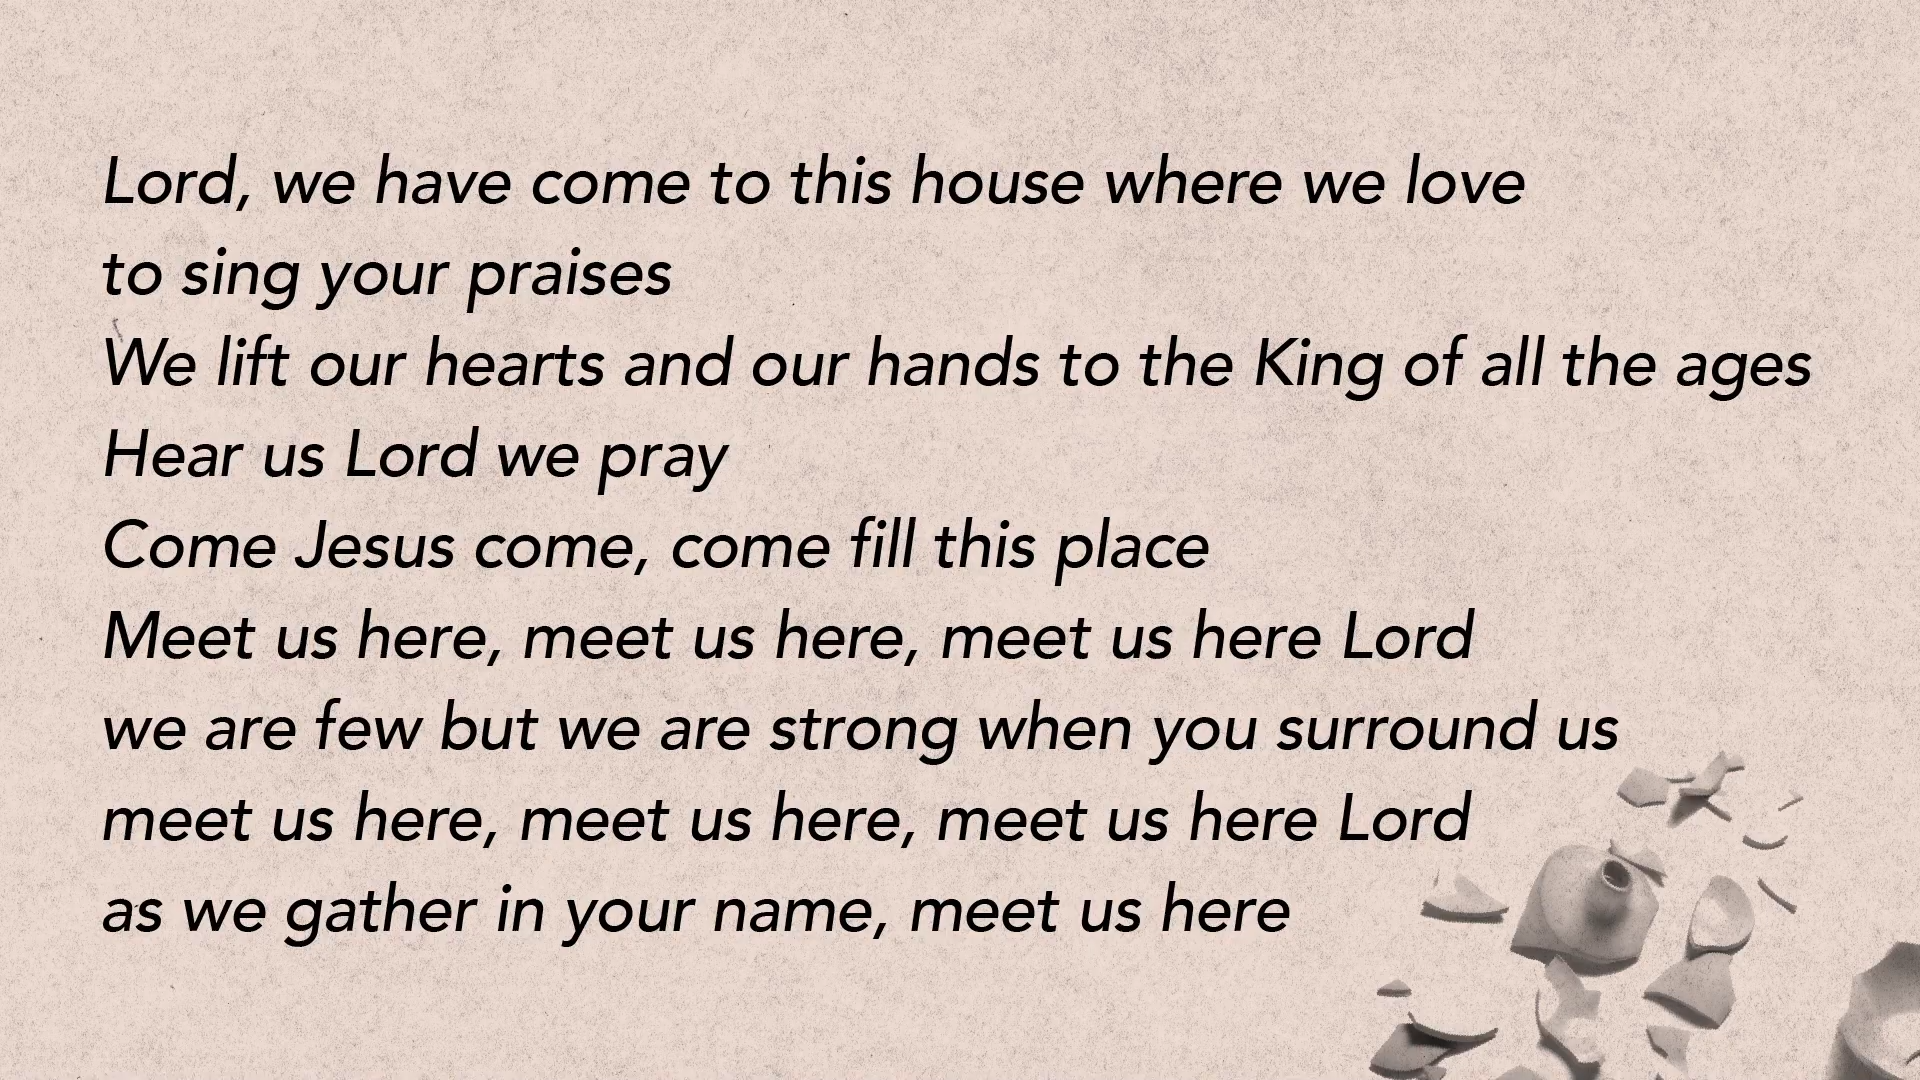 Lord, we have come to this house where we love
to sing your praises
We lift our hearts and our hands to the King of all the ages
Hear us Lord we pray
Come Jesus come, come fill this place
Meet us here, meet us here, meet us here Lord
we are few but we are strong when you surround us
meet us here, meet us here, meet us here Lord
as we gather in your name, meet us here